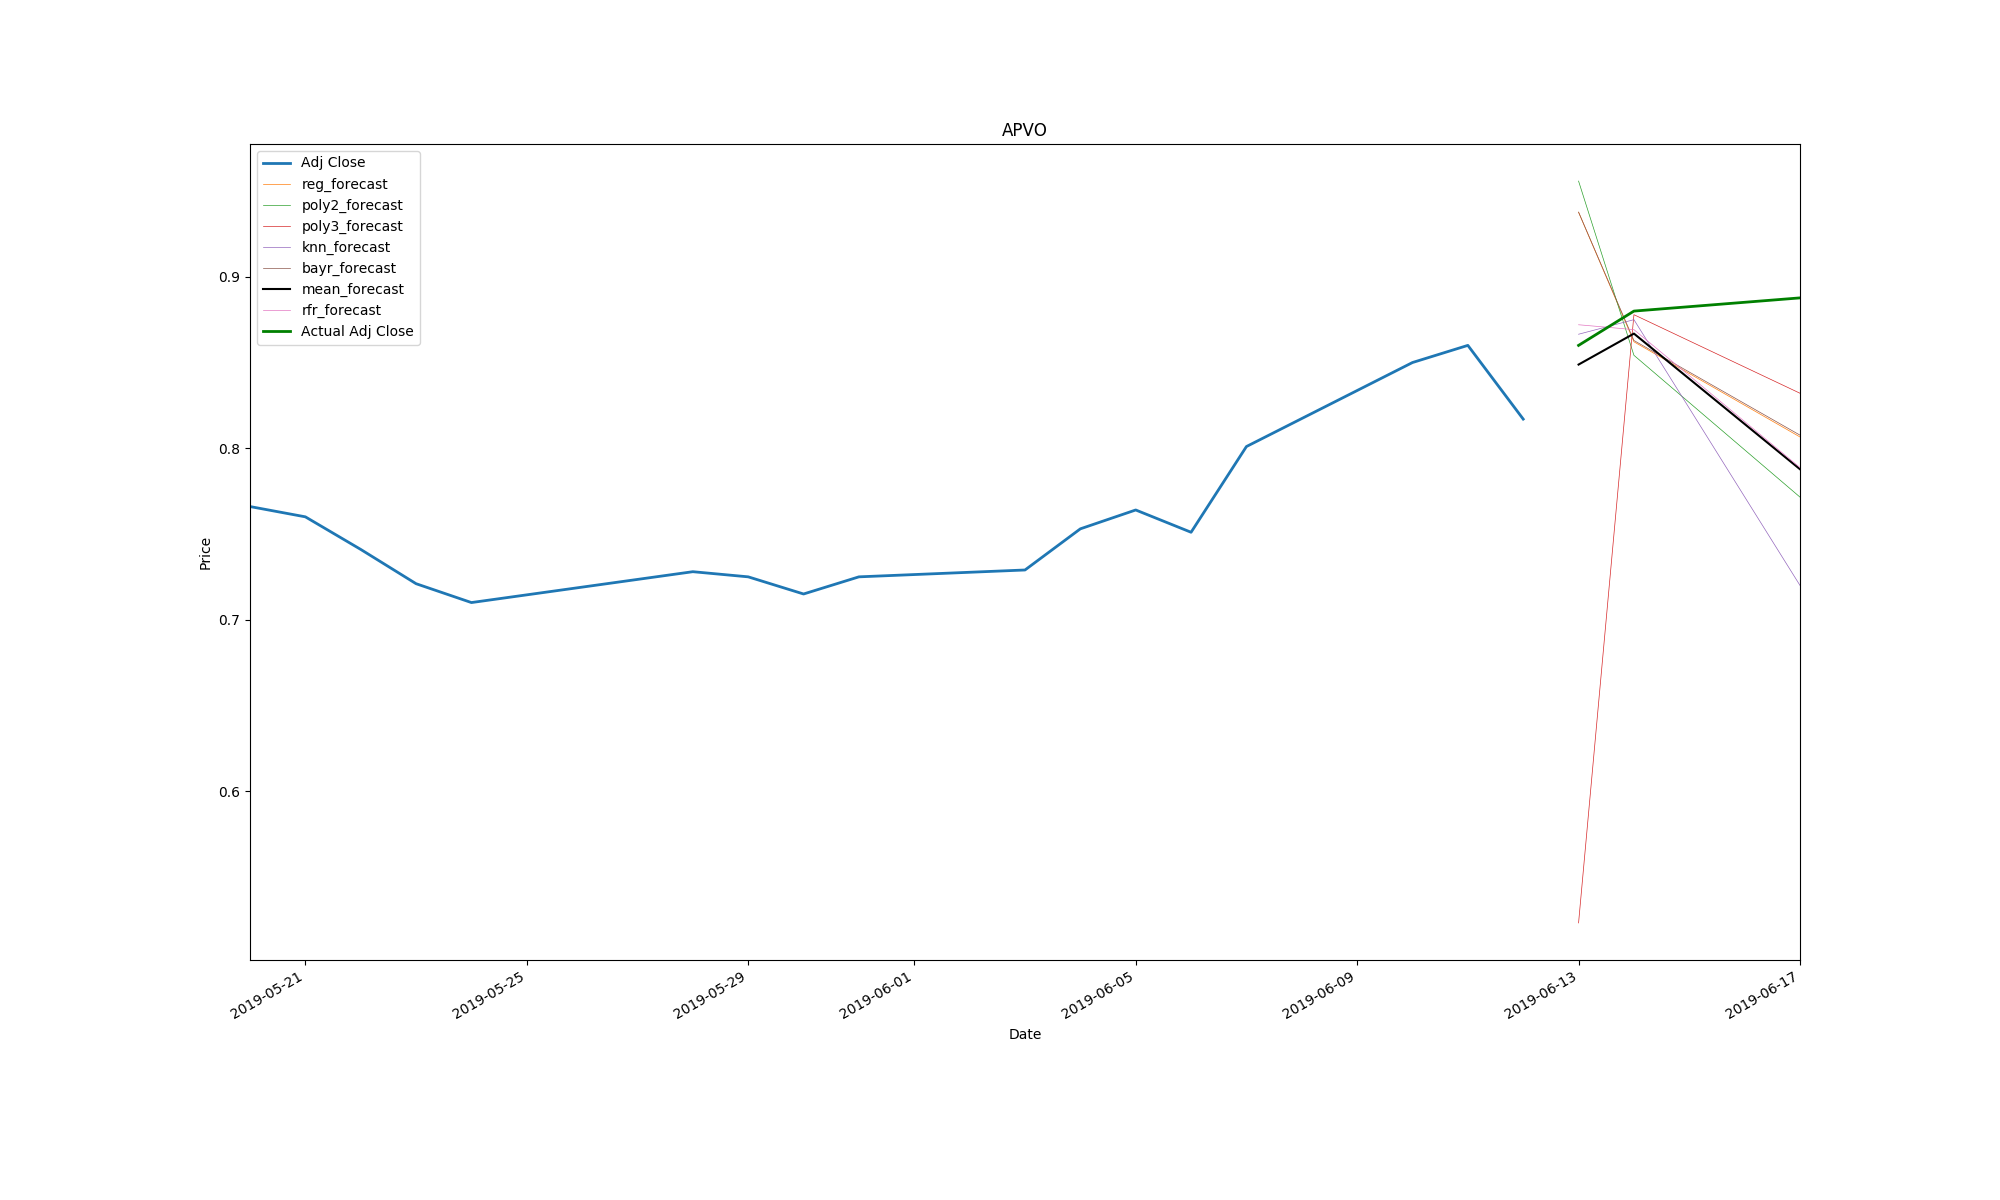 APVO
Adj Close
reg_forecast
poly2_forecast
poly3_forecast
knn_forecast
bayr_forecast
mean_forecast
rfr_forecast
Actual Adj Close
0.9
0.8
0.7
0.6
Price
2019-05-21
2019-05-25
2019-05-29
2019-06-01
2019-06-05
2019-06-09
2019-06-13
2019-06-17
Date